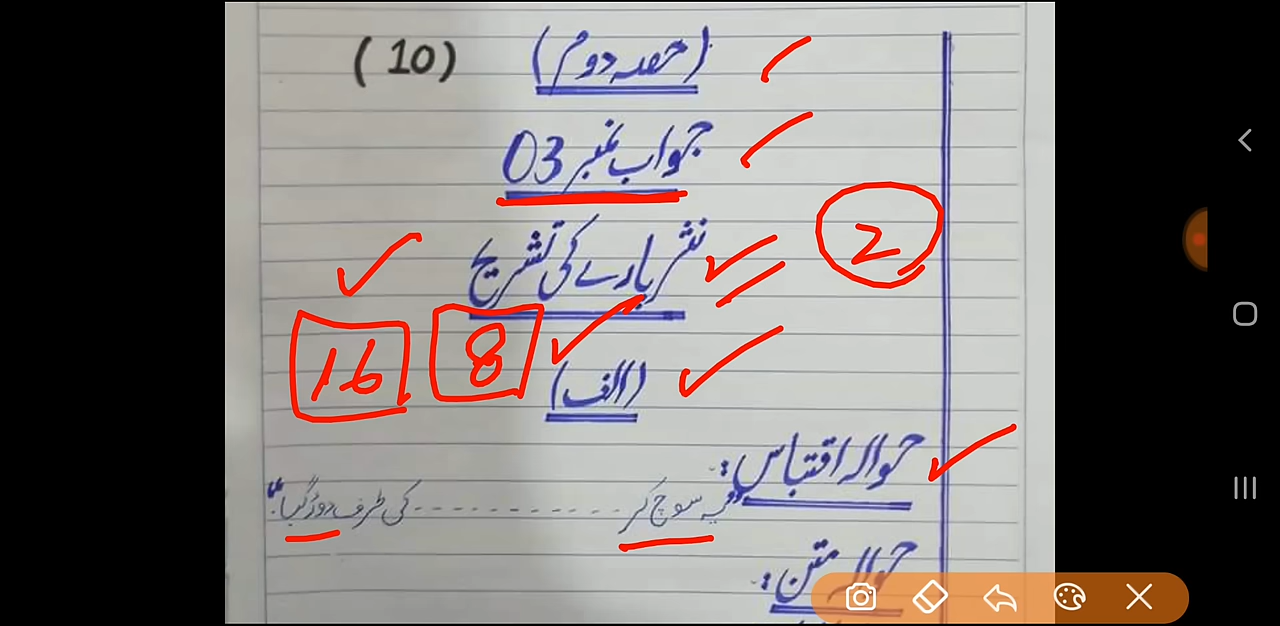 (حصہ دوم) (10)
جواب نمبر 03
2
نثر پارے کی تشریح
16 8
(الف)
حوالہ اقتباس:
"یہ سوچ کر ------------ کی طرف دوڑ گیا۔"
حوالہ متن: